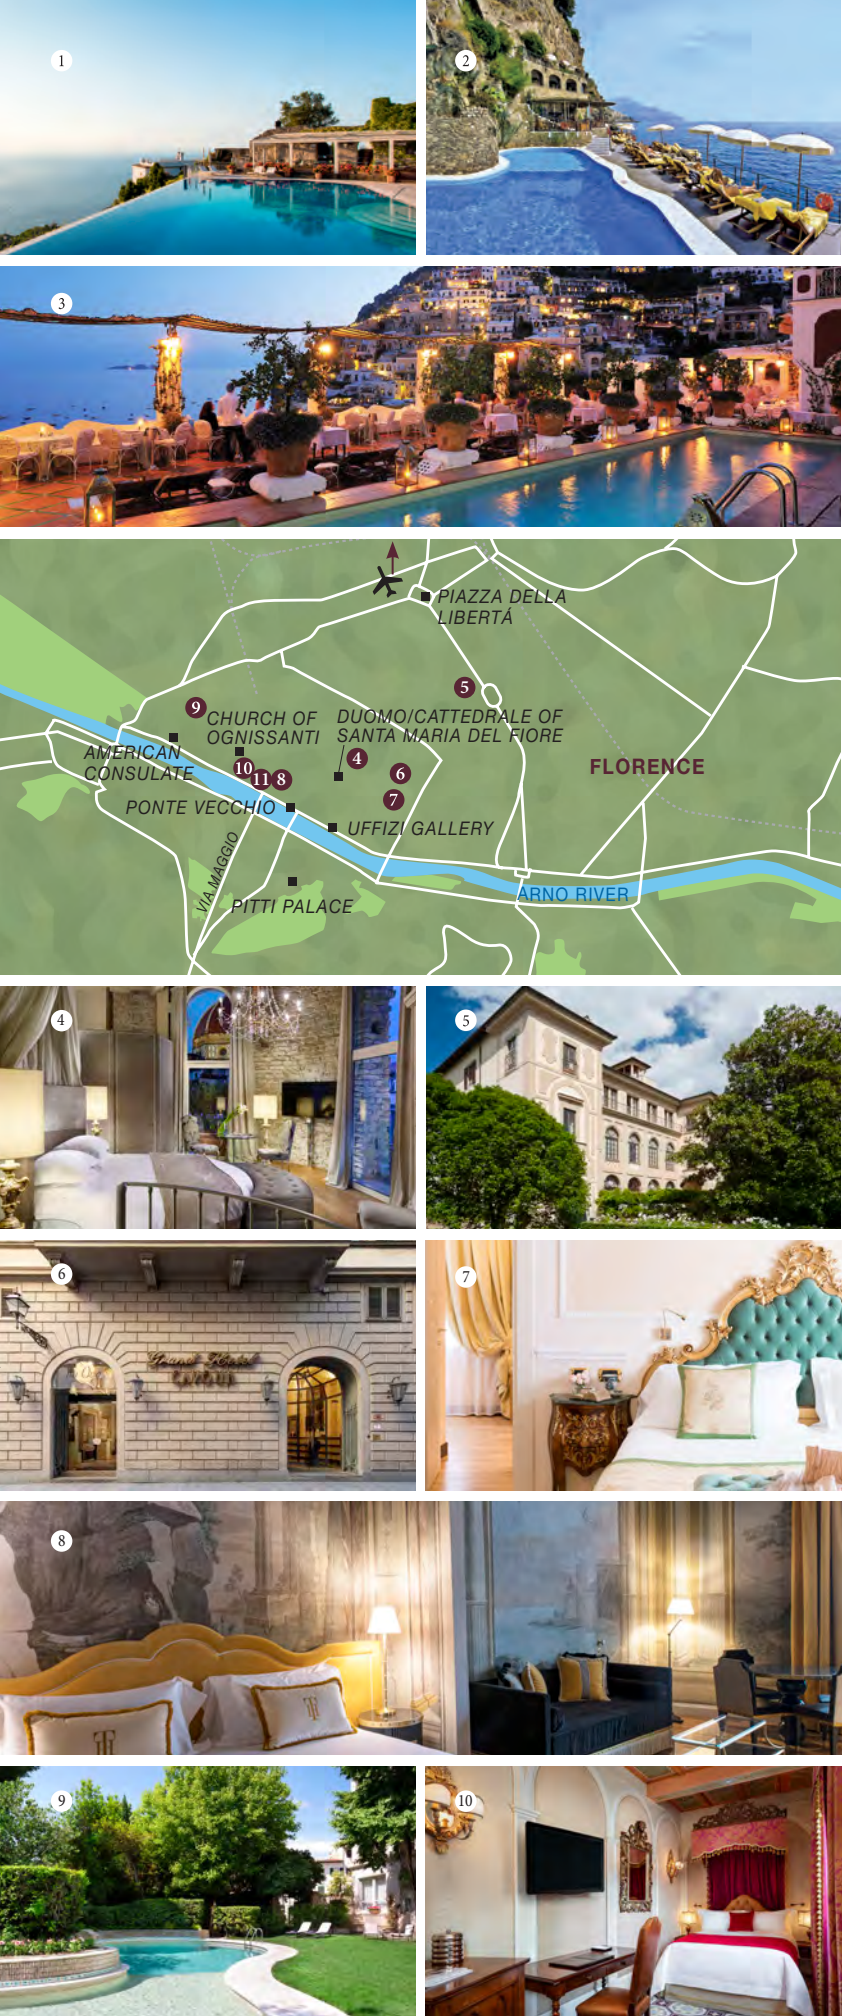 1
2
3
PIAZZA DELLA
LIBERTÁ
5
9
CHURCH OF
OGNISSANTI
DUOMO/CATTEDRALE OF
SANTA MARIA DEL FIORE
AMERICAN
CONSULATE
4
FLORENCE
10
11
8
6
7
PONTE VECCHIO
UFFIZI GALLERY
VIA MAGGIO
PITTI PALACE
ARNO RIVER
4
5
6
Grand Hotel
CAVOUR
7
8
9
10